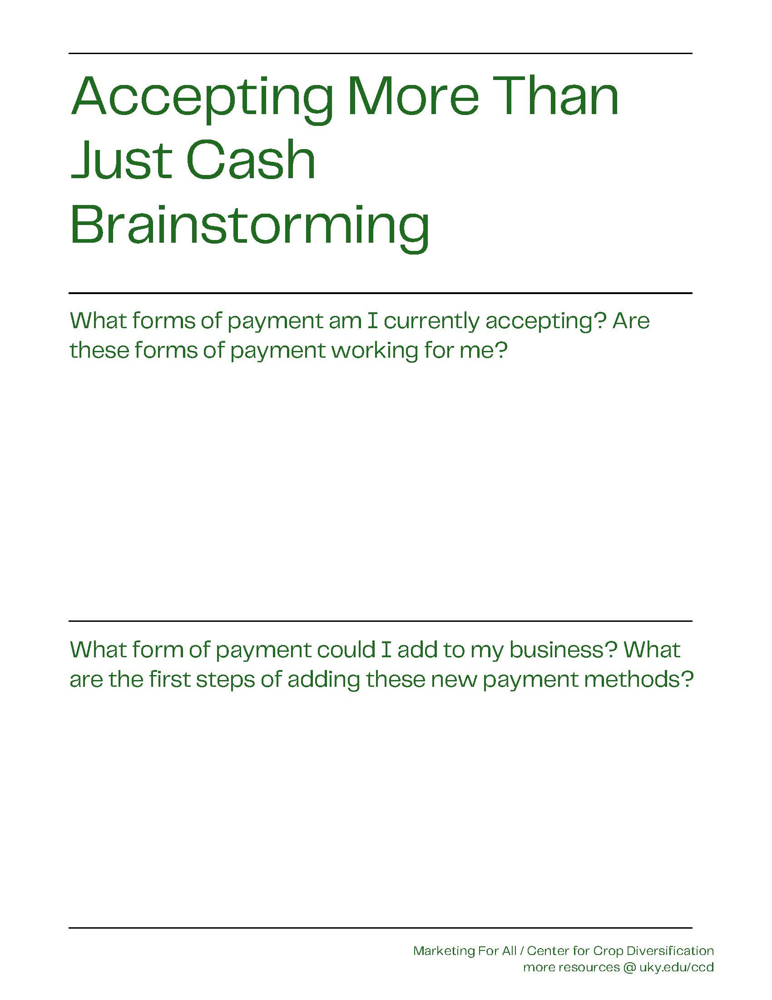 Accepting More Than
Just Cash
Brainstorming
What forms of payment am I currently accepting? Are
these forms of payment working for me?
What form of payment could I add to my business? What
are the first steps of adding these new payment methods?
Marketing For All / Center for Crop Diversification
more resources @ uky.edu/ccd